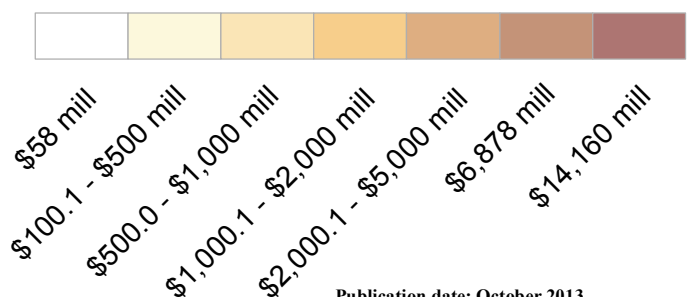 $58 mill
$100.1 - $500 mill
$500.0 - $1,000 mill
$1,000.1 - $2,000 mill
$2,000.1 - $5,000 mill
$6,878 mill
$14,160 mill
Publication date: October 2013